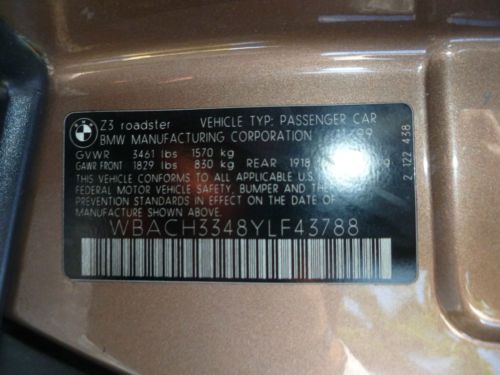 BMW
Z3 roadster VEHICLE TYP: PASSENGER CAR
BMW MANUFACTURING CORPORATION
GVWR 3461 lbs 1570 kg
GAWR FRONT 1829 lbs 830 kg REAR 1918
THIS VEHICLE CONFORMS TO ALL APPLICABLE U.S.
FEDERAL MOTOR VEHICLE SAFETY, BUMPER AND THEFT
PREVENTION STANDARDS IN EFFECT ON THE DATE OF
MANUFACTURE SHOWN ABOVE.
WBACH3348YLF43788
2 122 438